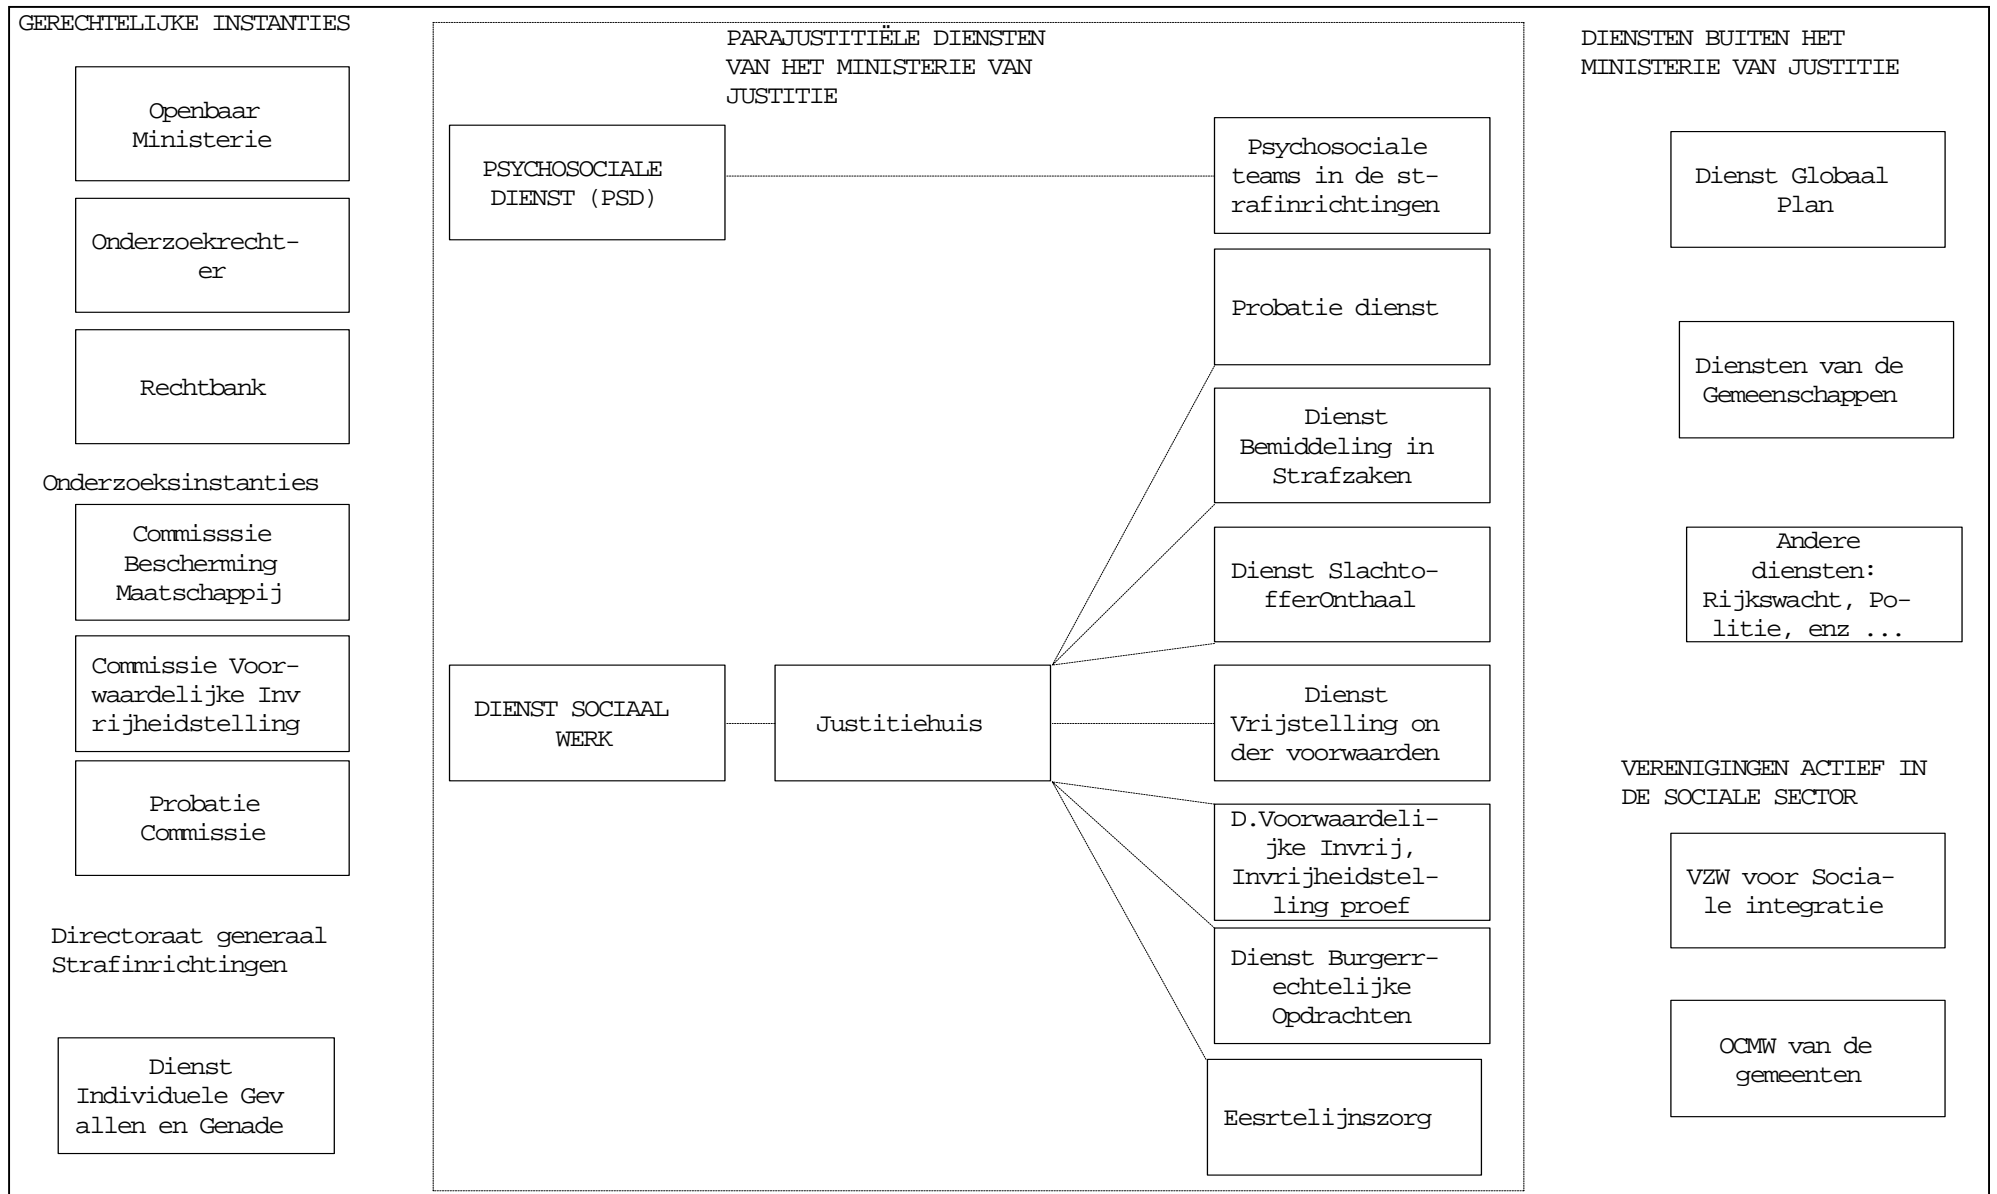 GERECHTELIJKE INSTANTIES
Openbaar
Ministerie
Onderzoekrecht-
er
Rechtbank
Onderzoeksinstanties
Commisssie
Bescherming
Maatschappij
Commissie Voor-
waardelijke Inv
rijheidstelling
Probatie
Commissie
Directoraat generaal
Strafinrichtingen
Dienst
Individuele Gev
allen en Genade
PARAJUSTITIËLE DIENSTEN
VAN HET MINISTERIE VAN
JUSTITIE
PSYCHOSOCIALE
DIENST (PSD)
DIENST SOCIAAL
WERK
Justitiehuis
Psychosociale
teams in de st-
rafinrichtingen
Probatie dienst
Dienst
Bemiddeling in
Strafzaken
Dienst Slachto-
fferOnthaal
Dienst
Vrijstelling on
der voorwaarden
D.Voorwaardeli-
jke Invrij,
Invrijheidstel-
ling proef
Dienst Burgerr-
echtelijke
Opdrachten
Eesrtelijnszorg
DIENSTEN BUITEN HET
MINISTERIE VAN JUSTITIE
Dienst Globaal
Plan
Diensten van de
Gemeenschappen
Andere
diensten:
Rijkswacht, Po-
litie, enz ...
VERENIGINGEN ACTIEF IN
DE SOCIALE SECTOR
VZW voor Socia-
le integratie
OCMW van de
gemeenten